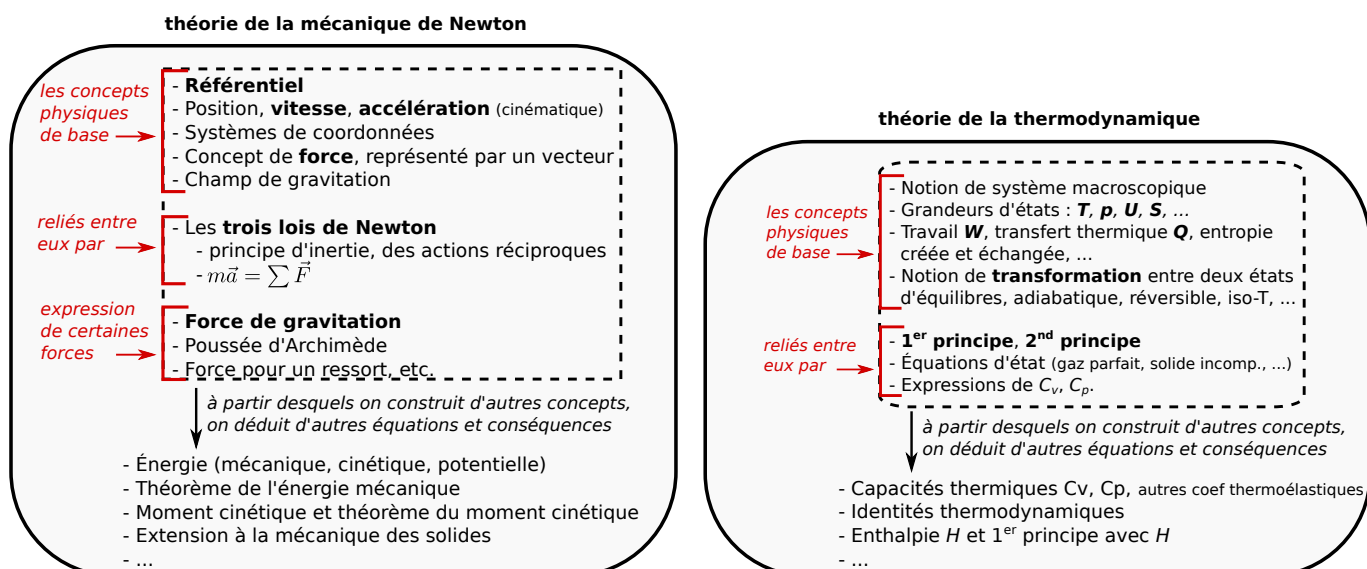 théorie de la mécanique de Newton
les concepts
physiques
de base
- Référentiel
- Position, vitesse, accélération (cinématique)
- Systèmes de coordonnées
- Concept de force, représenté par un vecteur
- Champ de gravitation
reliés entre
eux par
- Les trois lois de Newton
- principe d'inertie, des actions réciproques
- m\vec{a} = \sum \vec{F}
expression
de certaines
forces
- Force de gravitation
- Poussée d'Archimède
- Force pour un ressort, etc.
à partir desquels on construit d'autres concepts,
on déduit d'autres équations et conséquences
- Énergie (mécanique, cinétique, potentielle)
- Théorème de l'énergie mécanique
- Moment cinétique et théorème du moment cinétique
- Extension à la mécanique des solides
- ...
théorie de la thermodynamique
les concepts
physiques
de base
- Notion de système macroscopique
- Grandeurs d'états : T, p, U, S, ...
- Travail W, transfert thermique Q, entropie
créée et échangée, ...
- Notion de transformation entre deux états
d'équilibres, adiabatique, réversible, iso-T, ...
reliés entre
eux par
- 1er principe, 2nd principe
- Équations d'état (gaz parfait, solide incomp., ...)
- Expressions de Cv, Cp.
à partir desquels on construit d'autres concepts,
on déduit d'autres équations et conséquences
- Capacités thermiques Cv, Cp, autres coef thermoélastiques
- Identités thermodynamiques
- Enthalpie H et 1er principe avec H
- ...